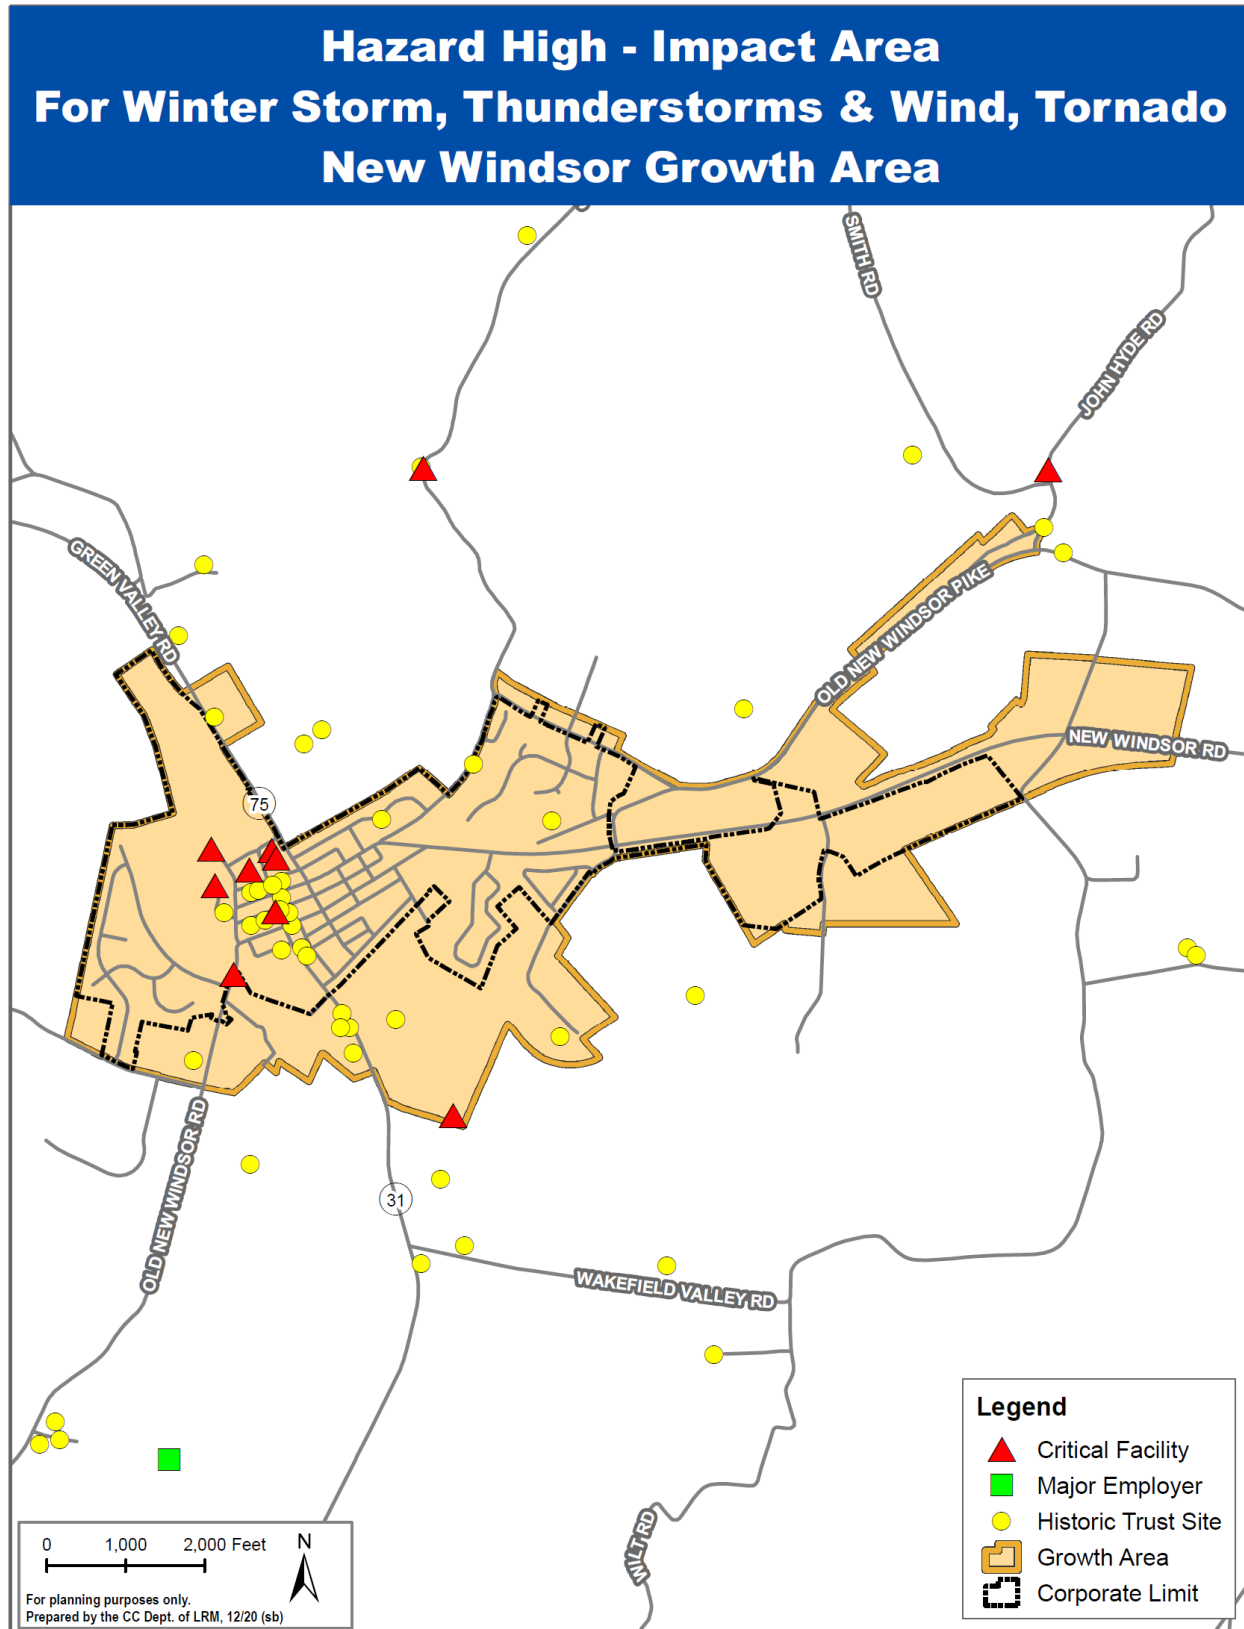 Hazard High - Impact Area
For Winter Storm, Thunderstorms & Wind, Tornado
New Windsor Growth Area
SMITH RD
JOHN HYDE RD
GREEN VALLEY RD
OLD NEW WINDSOR PIKE
NEW WINDSOR RD
75
OLD NEW WINDSOR RD
31
WAKEFIELD VALLEY RD
WILT RD
Legend
Critical Facility
Major Employer
Historic Trust Site
Growth Area
Corporate Limit
0 1,000 2,000 Feet
N
For planning purposes only.
Prepared by the CC Dept. of LRM, 12/20 (sb)